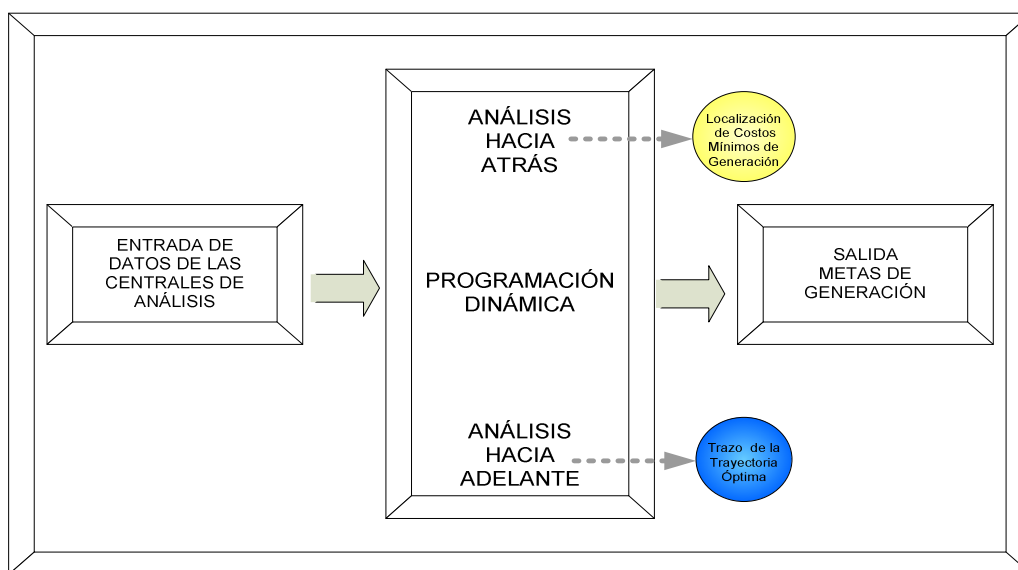 ENTRADA DE
DATOS DE LAS
CENTRALES DE
ANÁLISIS
ANÁLISIS
HACIA
ATRÁS
PROGRAMACIÓN
DINÁMICA
ANÁLISIS
HACIA
ADELANTE
Localización
de Costos
Mínimos de
Generación
SALIDA
METAS DE
GENERACIÓN
Trazo de la
Trayectoria
Óptima